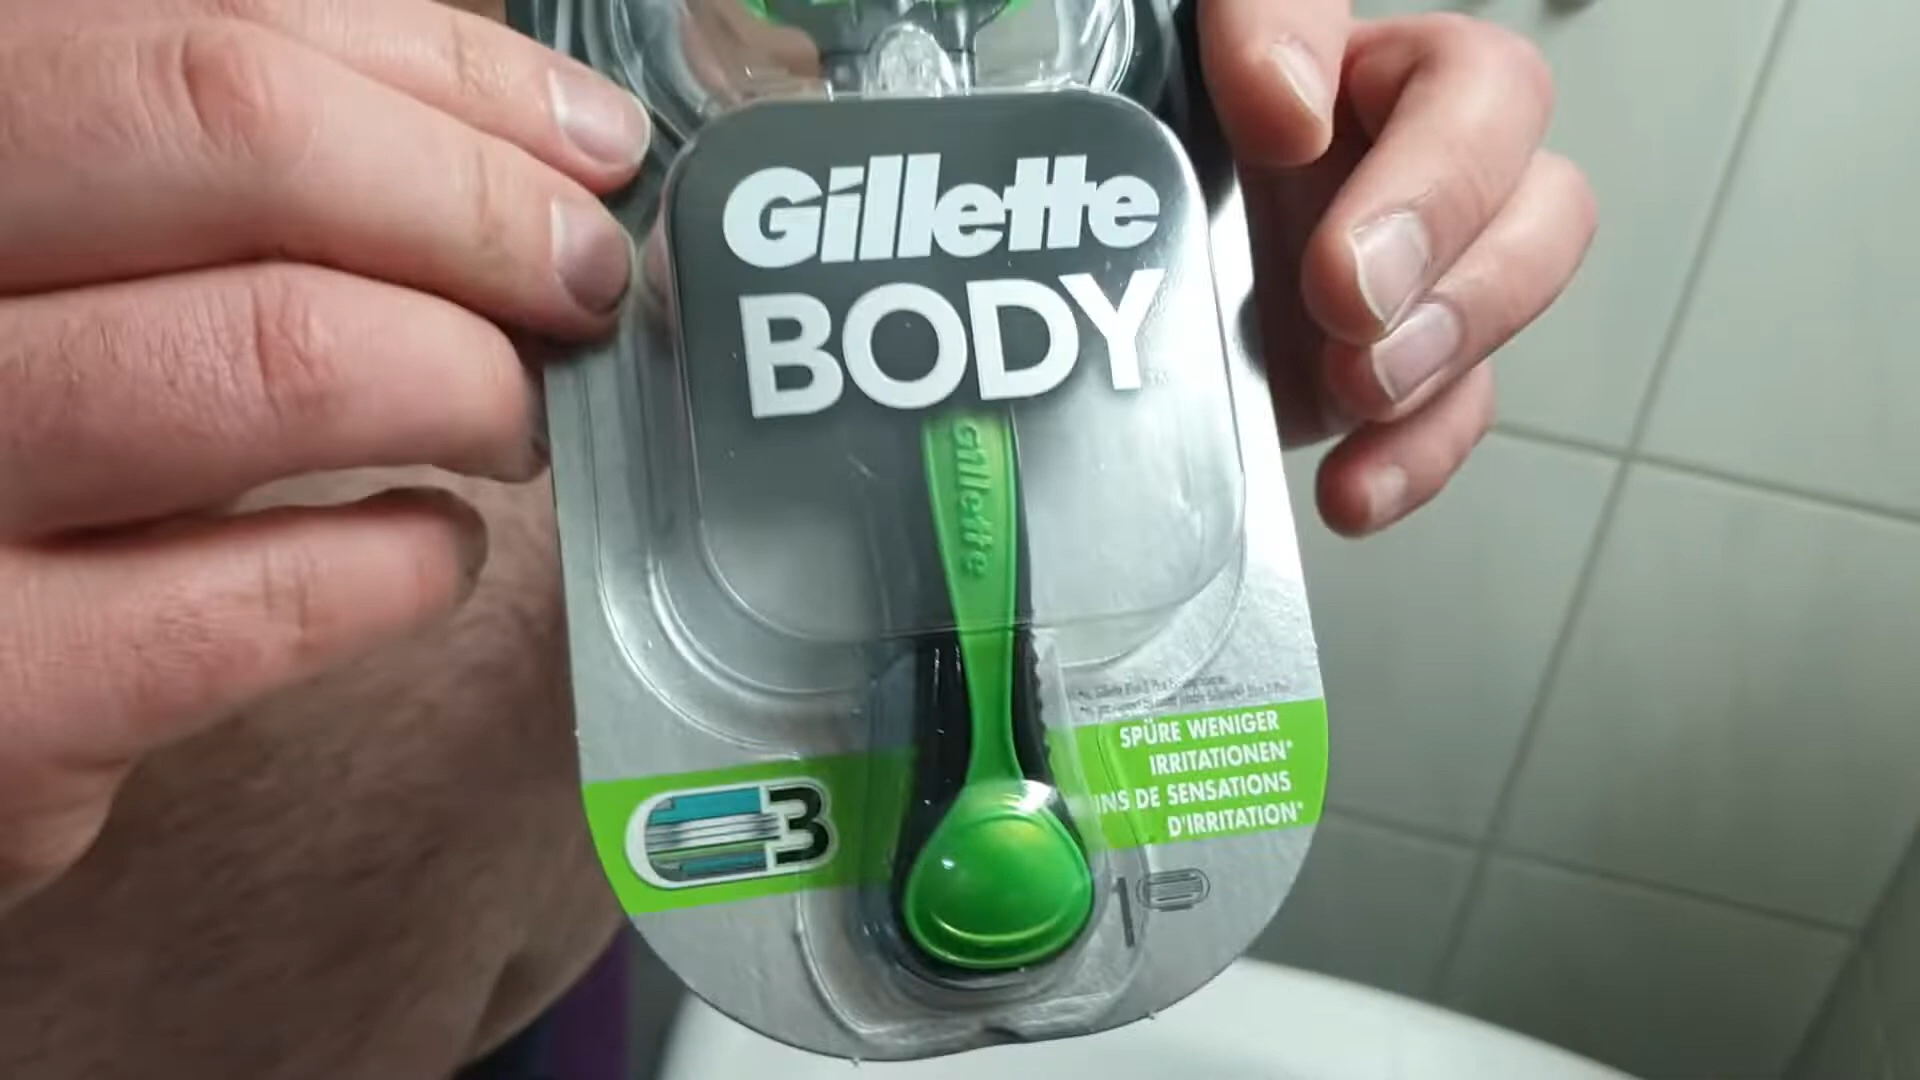 Gillette
BODY
Gillette
SPÜRE WENIGER
IRRITATIONEN*
INS DE SENSATIONS
D'IRRITATION*
3
1